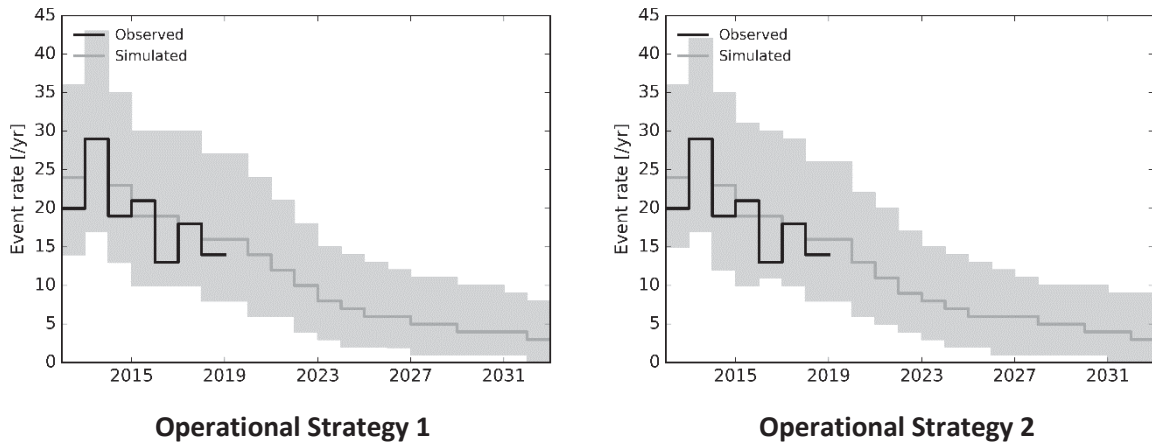 Event rate [/yr]
45
40
35
30
25
20
15
10
5
0
Observed
Simulated
2015 2019 2023 2027 2031
Operational Strategy 1
Event rate [/yr]
45
40
35
30
25
20
15
10
5
0
Observed
Simulated
2015 2019 2023 2027 2031
Operational Strategy 2